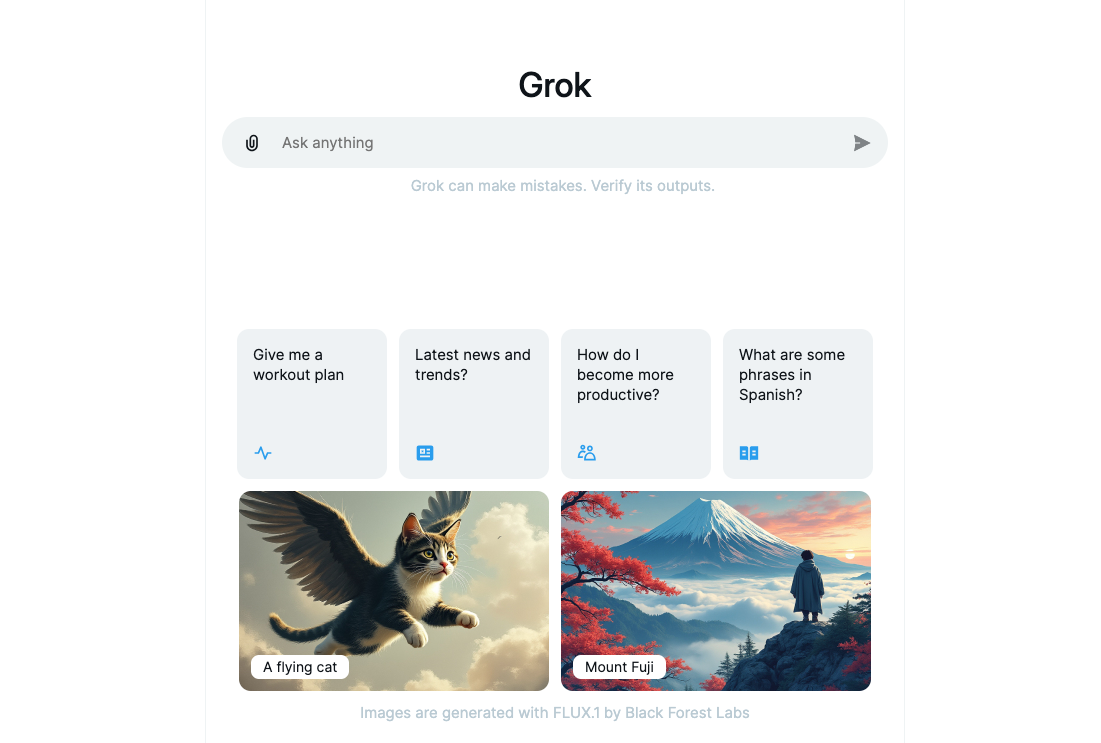 Grok
Ask anything
Grok can make mistakes. Verify its outputs.
Give me a
workout plan
Latest news and
trends?
How do I
become more
productive?
What are some
phrases in
Spanish?
A flying cat
Mount Fuji
Images are generated with FLUX.1 by Black Forest Labs